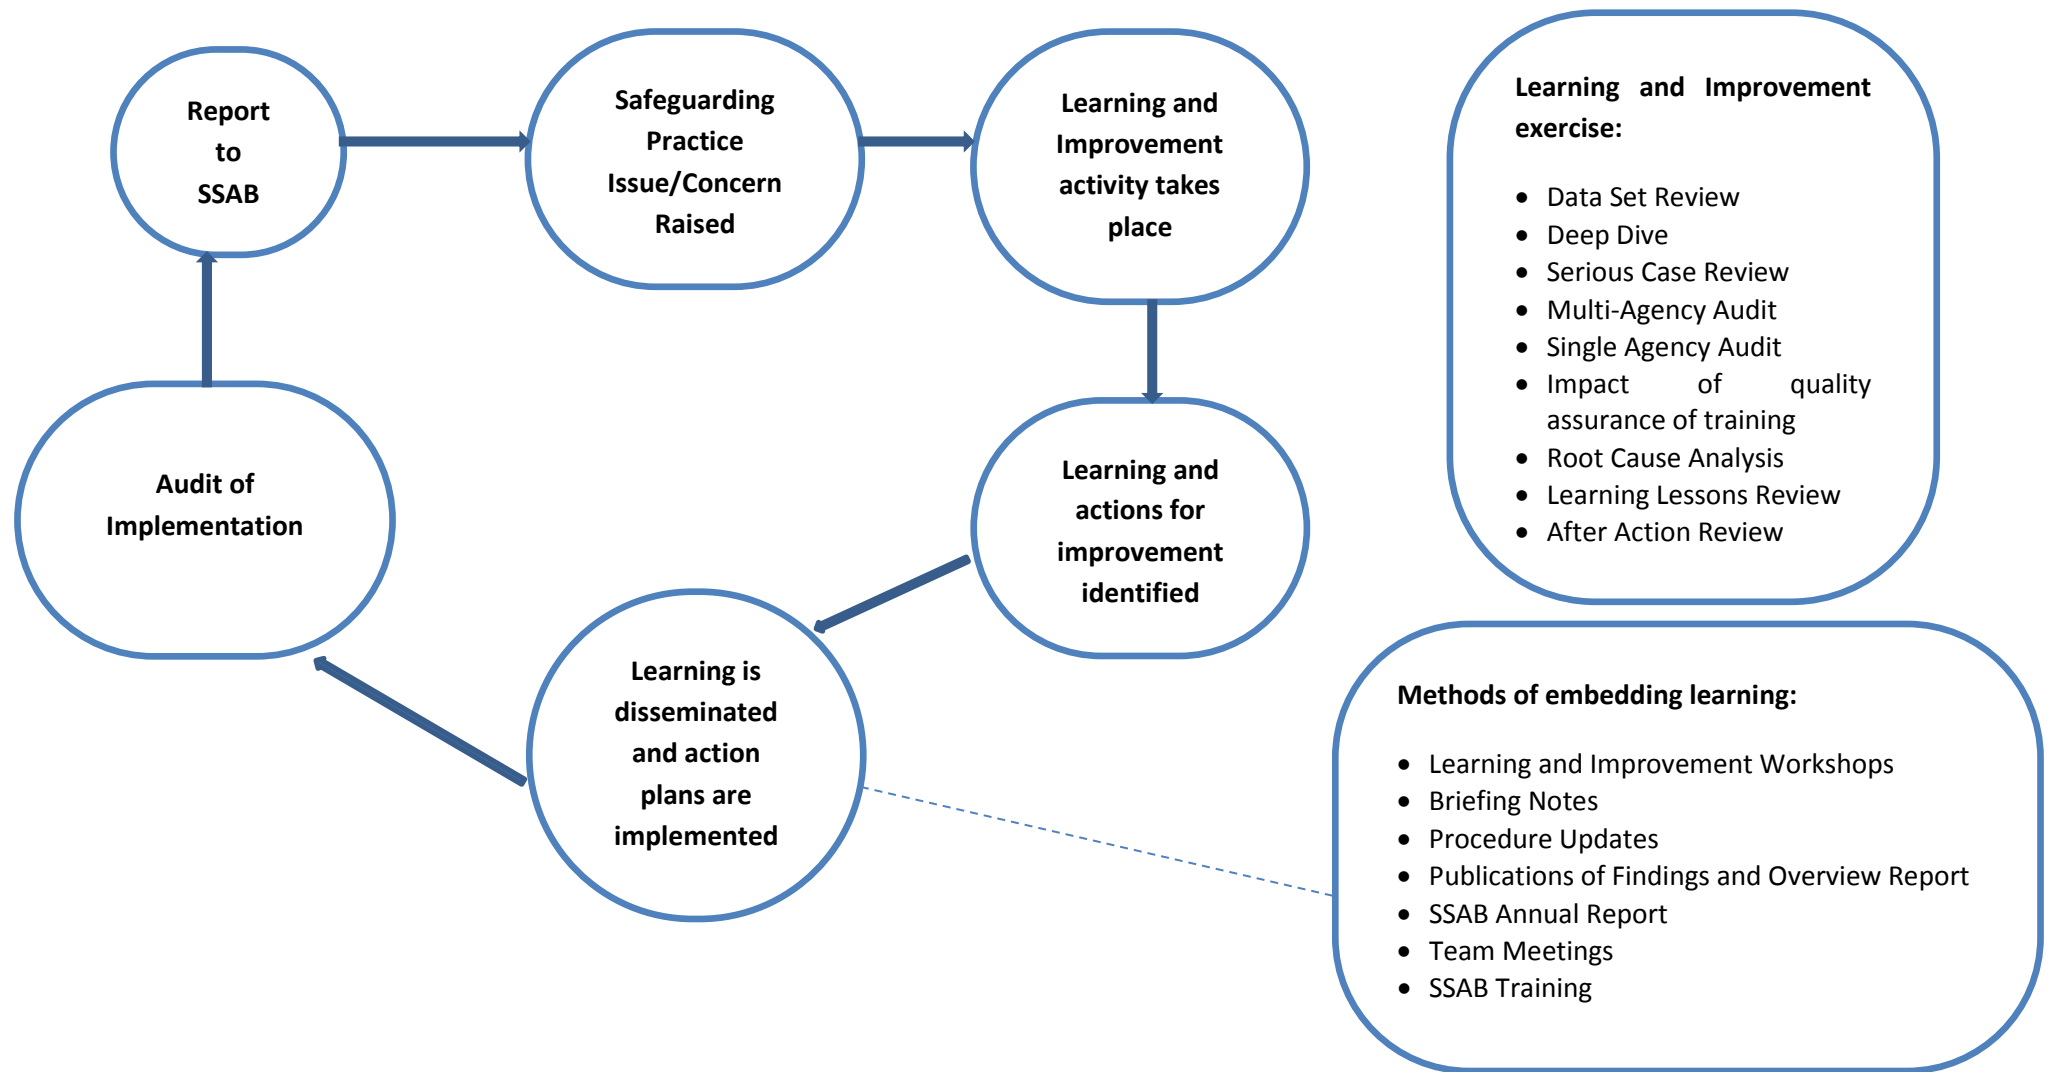 Report
to
SSAB
Safeguarding
Practice
Issue/Concern
Raised
Learning and
Improvement
activity takes
place
Learning and Improvement
exercise:
• Data Set Review
• Deep Dive
• Serious Case Review
• Multi-Agency Audit
• Single Agency Audit
• Impact of quality
assurance of training
• Root Cause Analysis
• Learning Lessons Review
• After Action Review
Audit of
Implementation
Learning and
actions for
improvement
identified
Learning is
disseminated
and action
plans are
implemented
Methods of embedding learning:
• Learning and Improvement Workshops
• Briefing Notes
• Procedure Updates
• Publications of Findings and Overview Report
• SSAB Annual Report
• Team Meetings
• SSAB Training